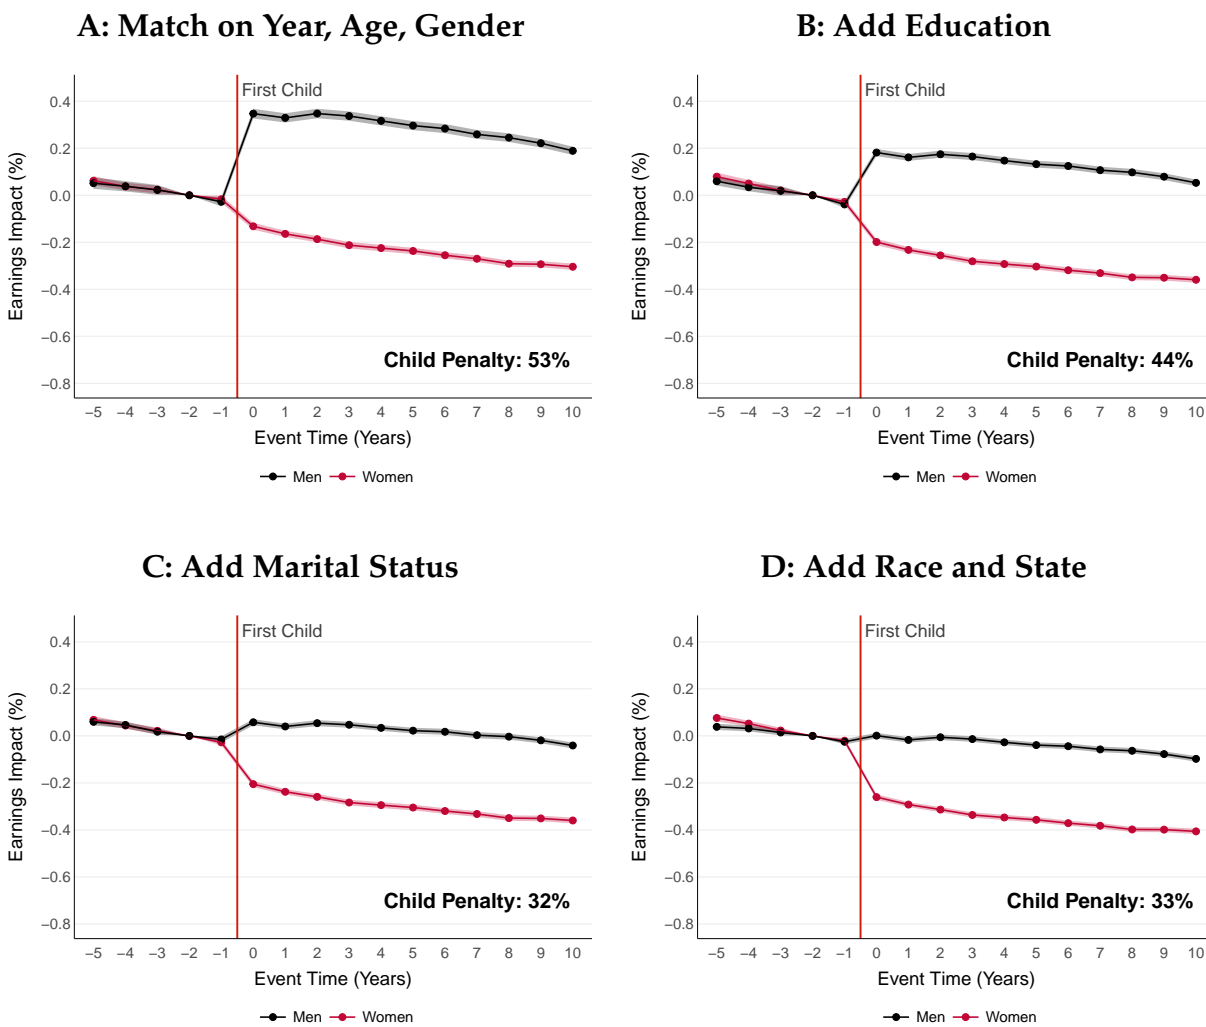 A: Match on Year, Age, Gender
First Child
0.4
0.2
0.0
−0.2
−0.4
−0.6
−0.8
Earnings Impact (%)
Child Penalty: 53%
−5 −4 −3 −2 −1 0 1 2 3 4 5 6 7 8 9 10
Event Time (Years)
Men Women
B: Add Education
First Child
0.4
0.2
0.0
−0.2
−0.4
−0.6
−0.8
Earnings Impact (%)
Child Penalty: 44%
−5 −4 −3 −2 −1 0 1 2 3 4 5 6 7 8 9 10
Event Time (Years)
Men Women
C: Add Marital Status
First Child
0.4
0.2
0.0
−0.2
−0.4
−0.6
−0.8
Earnings Impact (%)
Child Penalty: 32%
−5 −4 −3 −2 −1 0 1 2 3 4 5 6 7 8 9 10
Event Time (Years)
Men Women
D: Add Race and State
First Child
0.4
0.2
0.0
−0.2
−0.4
−0.6
−0.8
Earnings Impact (%)
Child Penalty: 33%
−5 −4 −3 −2 −1 0 1 2 3 4 5 6 7 8 9 10
Event Time (Years)
Men Women